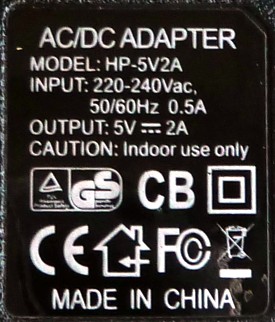 AC/DC ADAPTER
MODEL: HP-5V2A
INPUT: 220-240Vac,
50/60Hz 0.5A
OUTPUT: 5V ⎓ 2A
CAUTION: Indoor use only
GS CB
CE FC
MADE IN CHINA